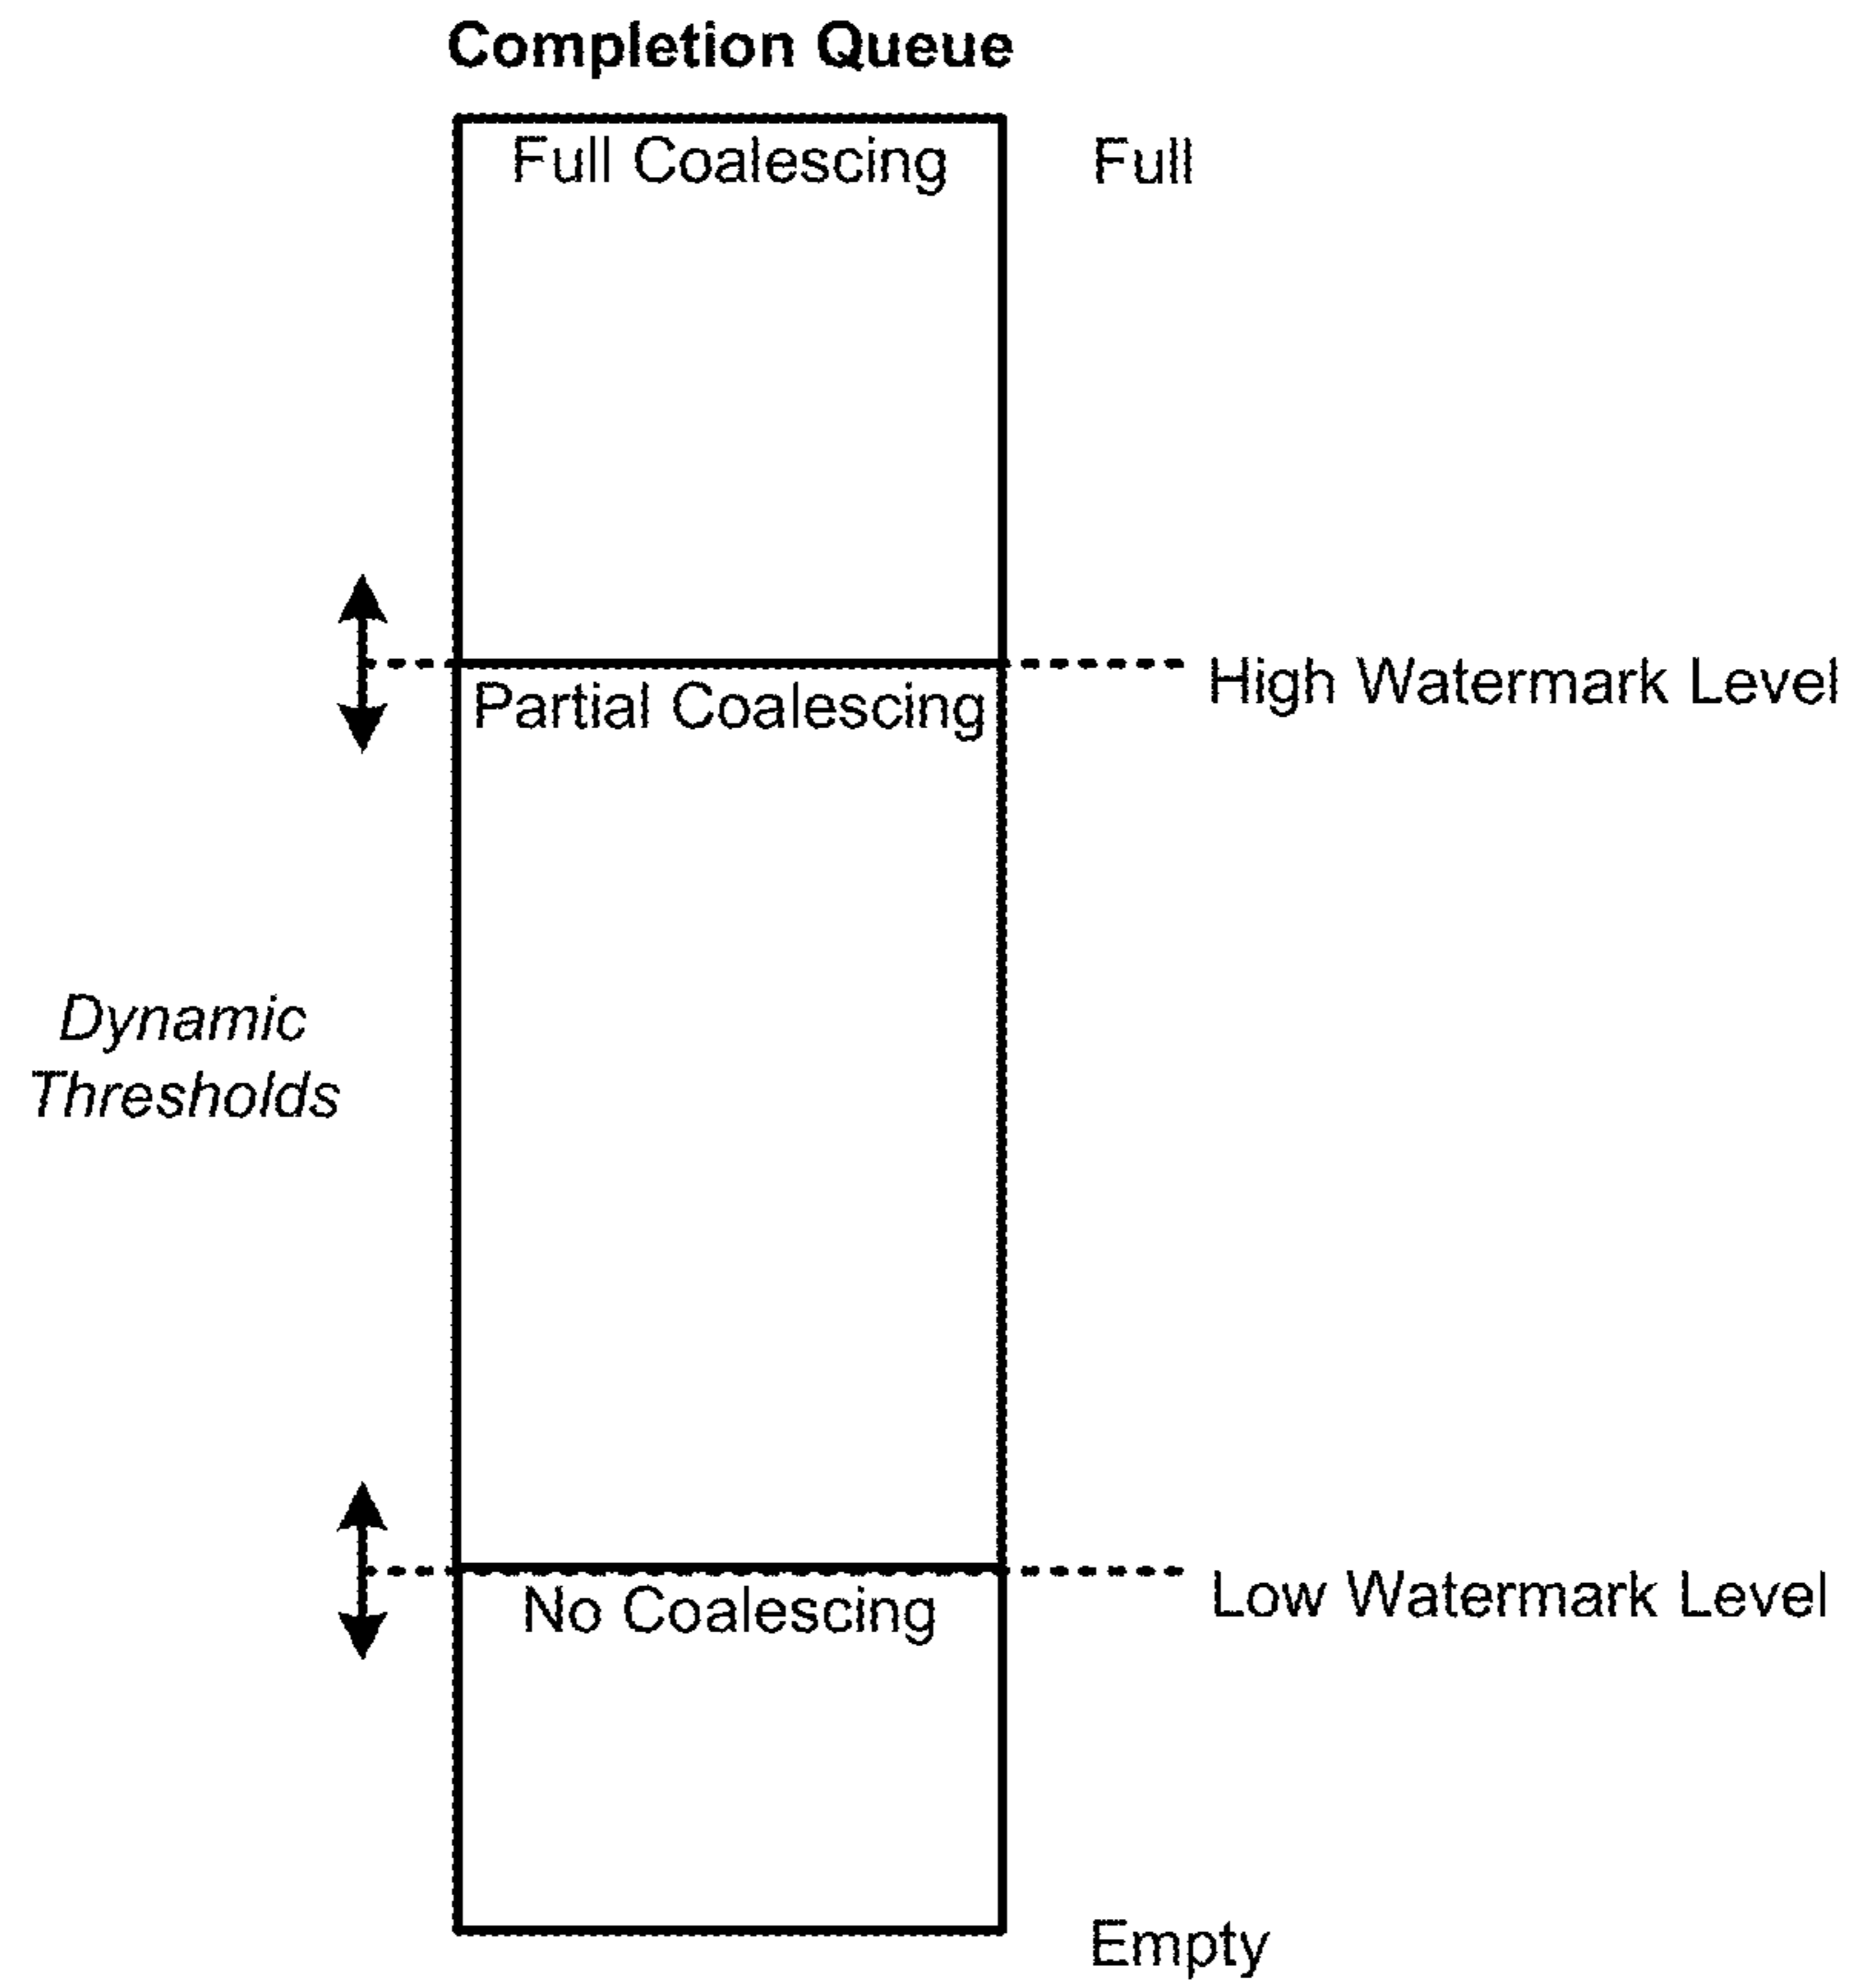 Completion Queue
Full Coalescing
Full
High Watermark Level
Partial Coalescing
Dynamic
Thresholds
Low Watermark Level
No Coalescing
Empty